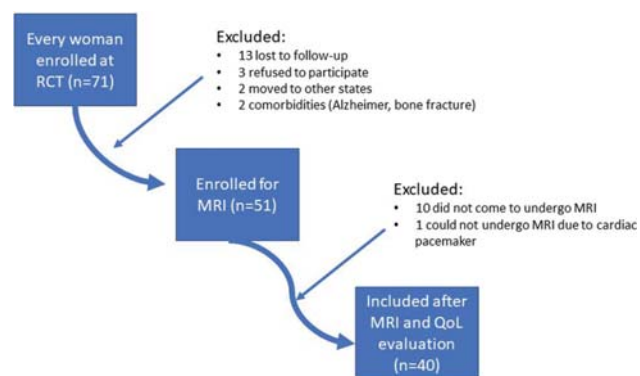 Every woman
enrolled at
RCT (n=71)
Excluded:
• 13 lost to follow-up
• 3 refused to participate
• 2 moved to other states
• 2 comorbidities (Alzheimer, bone fracture)
Enrolled for
MRI (n=51)
Excluded:
• 10 did not come to undergo MRI
• 1 could not undergo MRI due to cardiac
pacemaker
Included after
MRI and QoL
evaluation
(n=40)